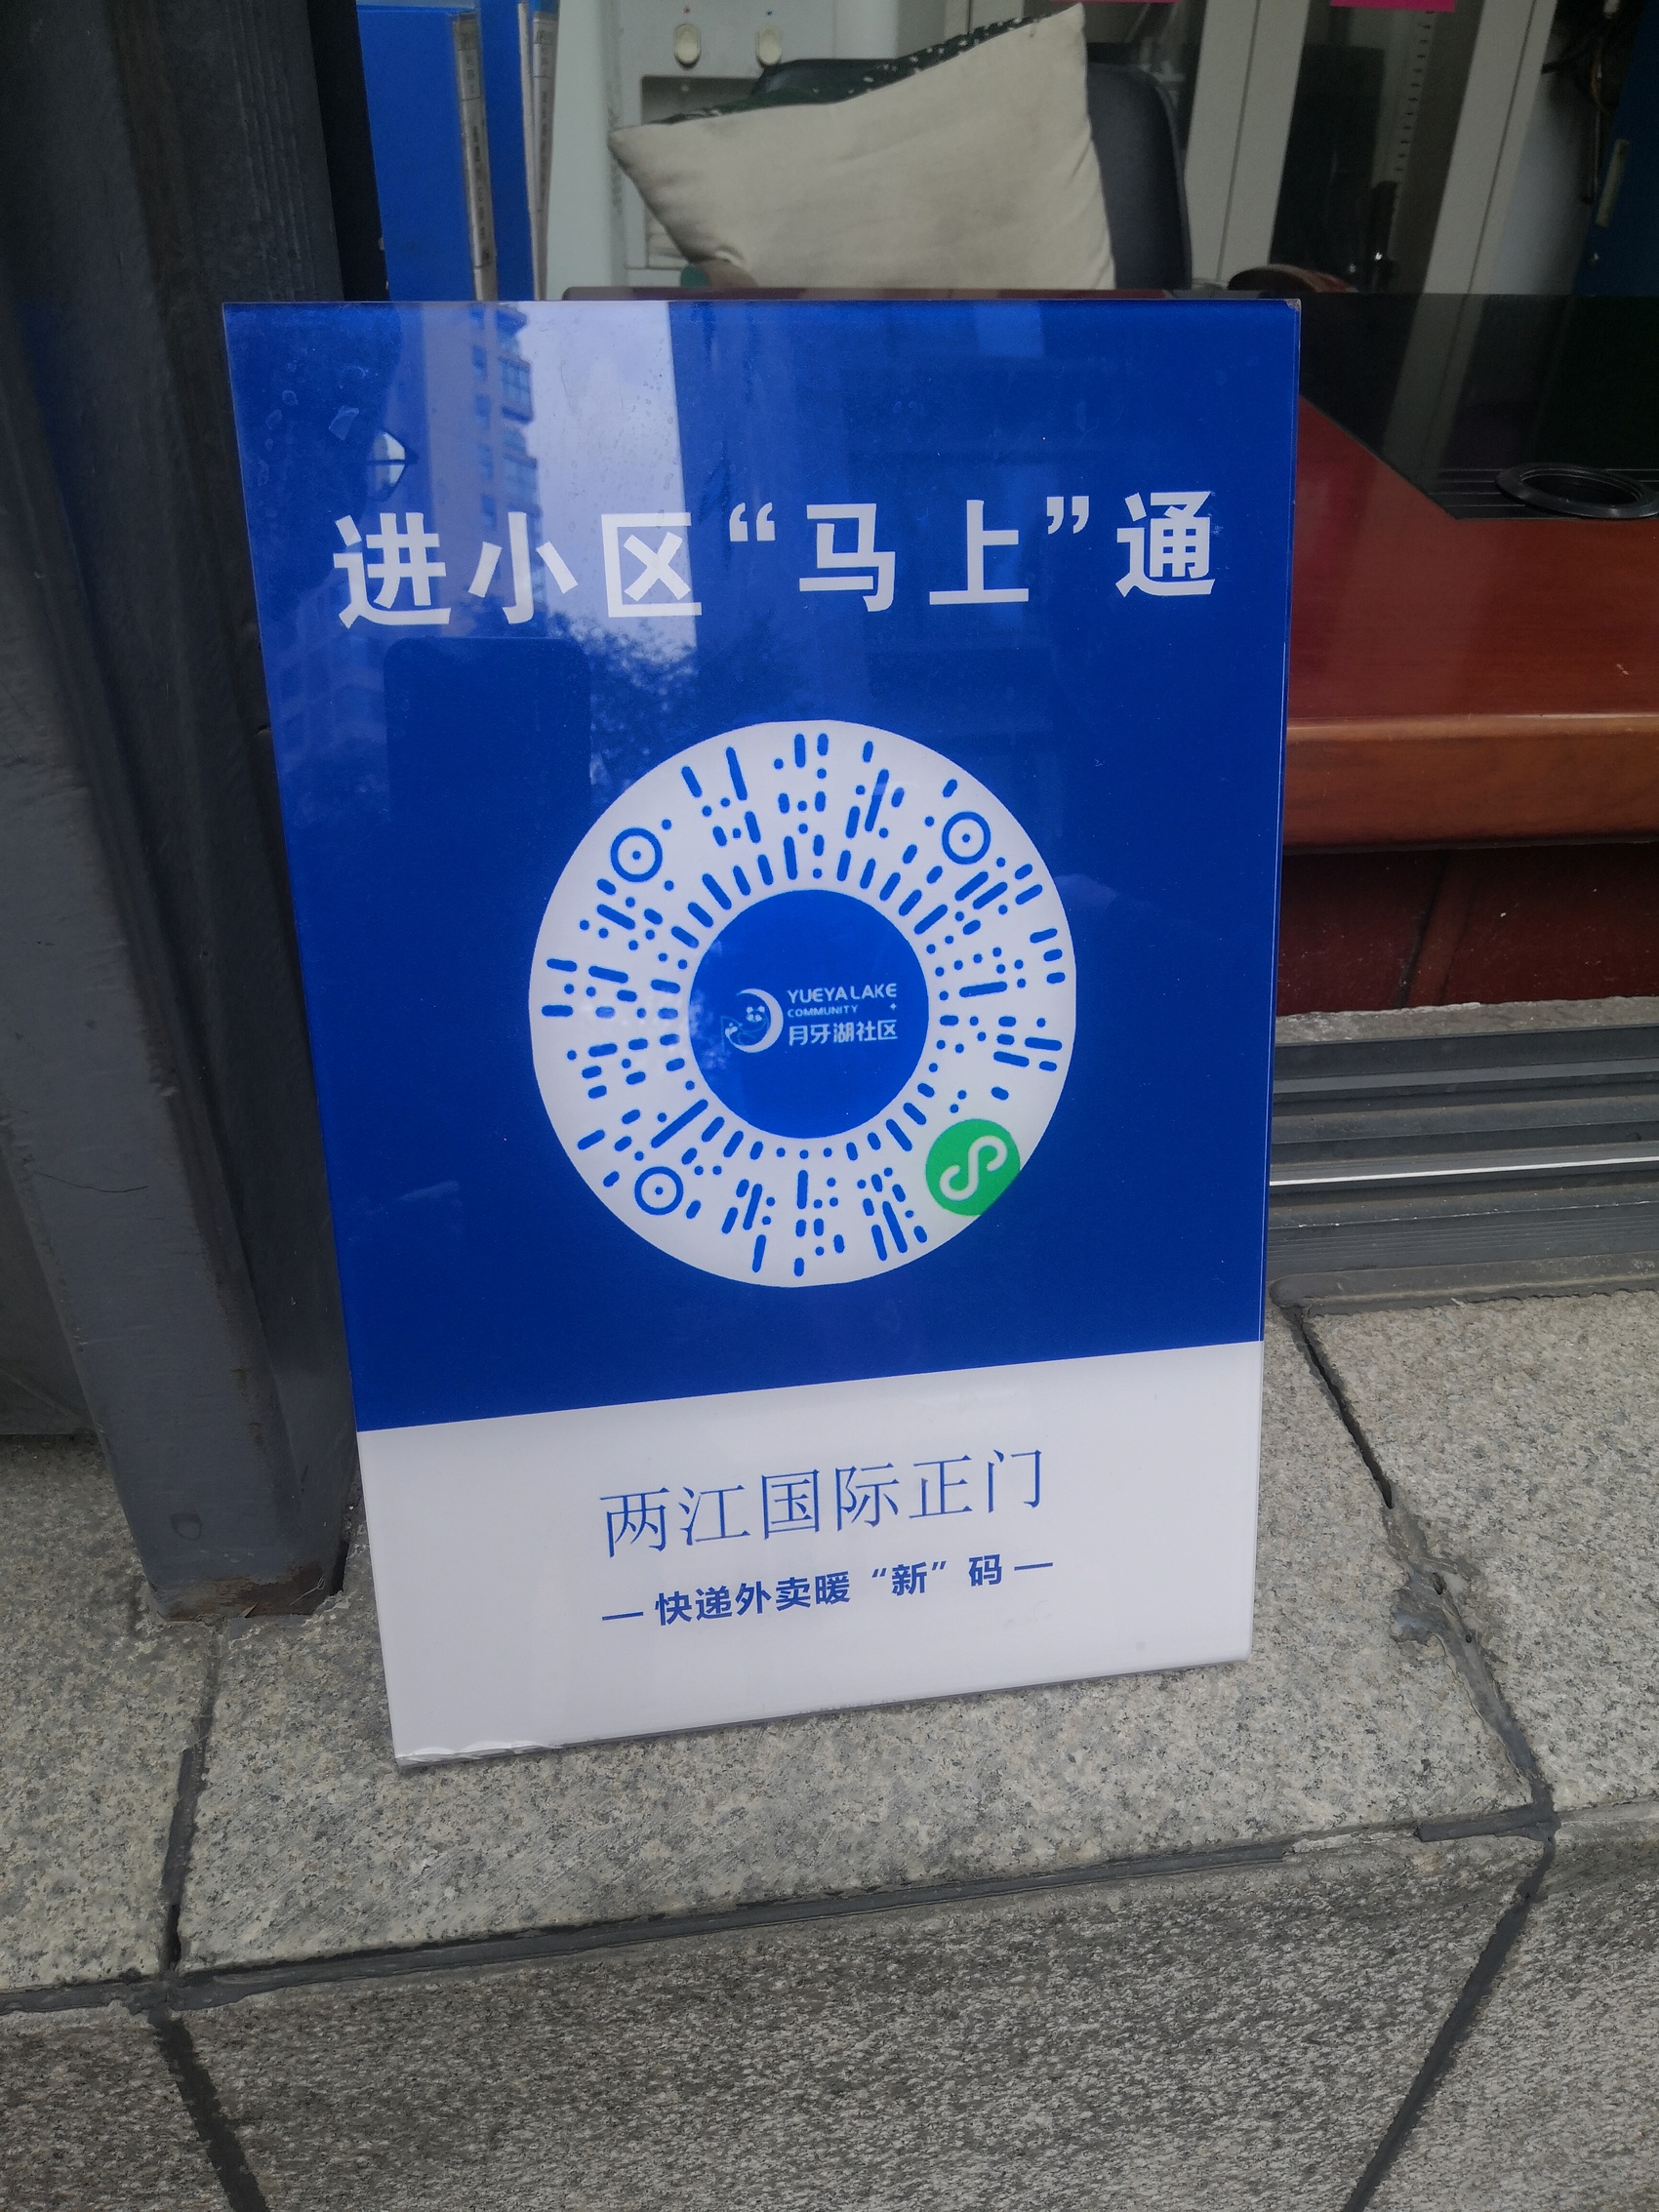 进小区“马上”通
YUEYA LAKE
COMMUNITY
月牙湖社区
两江国际正门
—快递外卖暖“新”码—